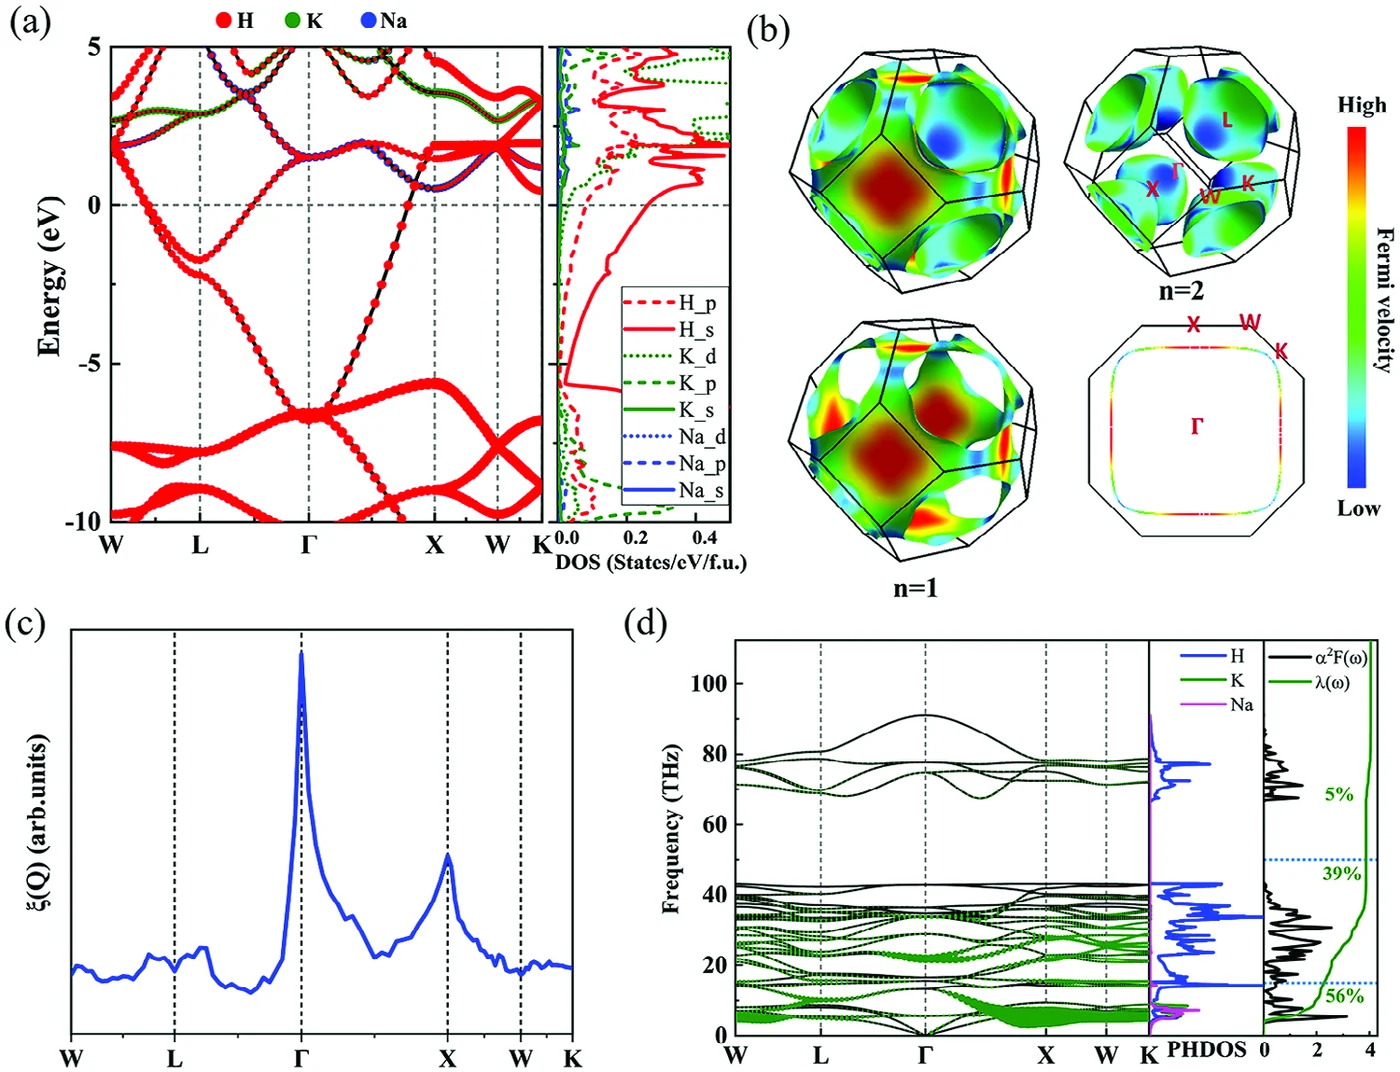 (a)
H K Na
5
0
-5
-10
Energy (eV)
W L Γ X W K
H_p
H_s
K_d
K_p
K_s
Na_d
Na_p
Na_s
0.0 0.2 0.4
DOS (States/eV/f.u.)
(b)
L
Γ
X W K
n=2
n=1
X W
K
Γ
High
Fermi velocity
Low
(c)
ξ(Q) (arb.units)
W L Γ X W K
(d)
100
80
60
40
20
0
Frequency (THz)
W L Γ X W K
H
K
Na
PHDOS
α²F(ω)
λ(ω)
5%
39%
56%
0 2 4